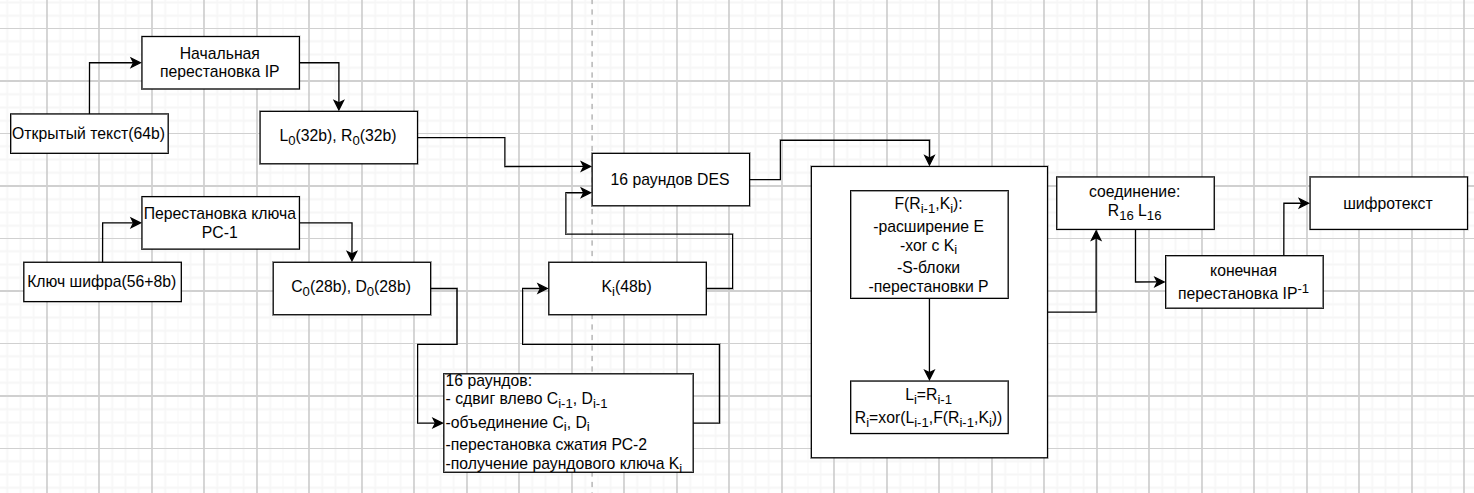 Начальная
перестановка IP
Открытый текст(64b)
L₀(32b), R₀(32b)
Перестановка ключа
PC-1
Ключ шифра(56+8b)
C₀(28b), D₀(28b)
16 раундов:
- сдвиг влево Cᵢ₋₁, Dᵢ₋₁
-объединение Cᵢ, Dᵢ
-перестановка сжатия PC-2
-получение раундового ключа Kᵢ
Kᵢ(48b)
16 раундов DES
F(Rᵢ₋₁,Kᵢ):
-расширение E
-xor с Kᵢ
-S-блоки
-перестановки P
Lᵢ=Rᵢ₋₁
Rᵢ=xor(Lᵢ₋₁,F(Rᵢ₋₁,Kᵢ))
соединение:
R₁₆ L₁₆
конечная
перестановка IP⁻¹
шифротекст